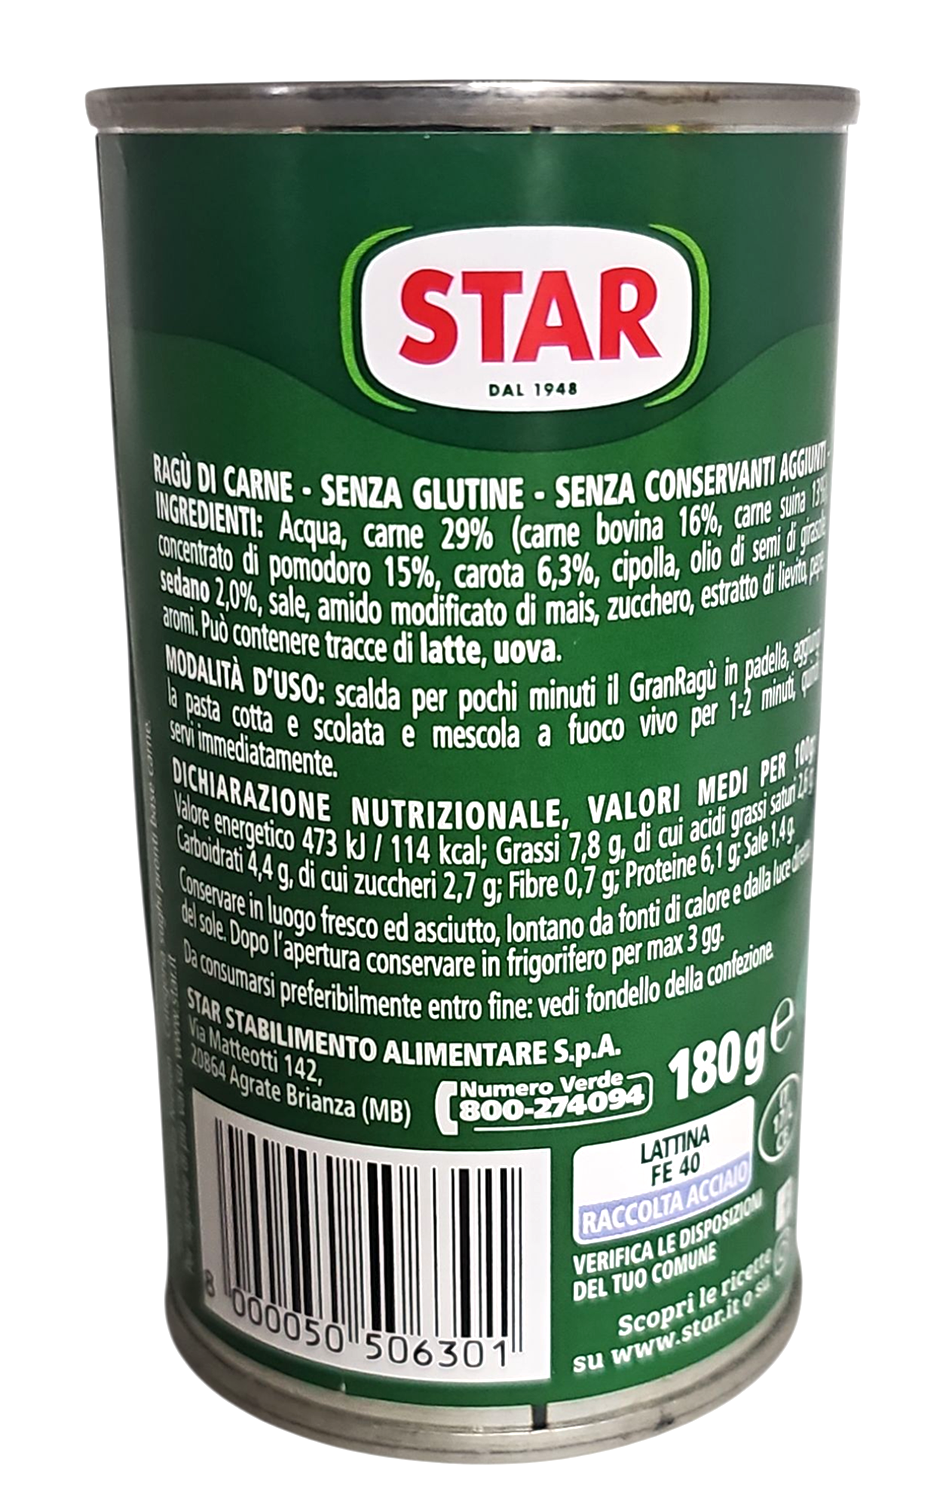 STAR
DAL 1948
RAGÙ DI CARNE - SENZA GLUTINE - SENZA CONSERVANTI AGGIUNTI -
INGREDIENTI: Acqua, carne 29% (carne bovina 16%, carne suina 13%
concentrato di pomodoro 15%, carota 6,3%, cipolla, olio di semi di
sedano 2,0%, sale, amido modificato di mais, zucchero, estratto di lievito, pepe
aromi. Può contenere tracce di latte, uova.
MODALITÀ D'USO: scalda per pochi minuti il GranRagù in padella,
la pasta cotta e scolata e mescola a fuoco vivo per 1-2 minuti,
servi immediatamente.
DICHIARAZIONE NUTRIZIONALE, VALORI MEDI PER 100g
Valore energetico 473 kJ / 114 kcal; Grassi 7,8 g, di cui acidi grassi saturi 2,6 g
Carboidrati 4,4 g, di cui zuccheri 2,7 g; Fibre 0,7 g; Proteine 6,1 g; Sale 1,4 g.
Conservare in luogo fresco ed asciutto, lontano da fonti di calore e dalla luce
del sole. Dopo l'apertura conservare in frigorifero per max 3 gg.
Da consumarsi preferibilmente entro fine: vedi fondello della confezione.
STAR STABILIMENTO ALIMENTARE S.p.A.
Via Matteotti 142,
20864 Agrate Brianza (MB)
Numero Verde
800-274094
180g e
LATTINA
FE 40
RACCOLTA ACCIAIO
VERIFICA LE DISPOSIZIONI
DEL TUO COMUNE
Scopri le ricette
su www.star.it o su
8 000050 506301